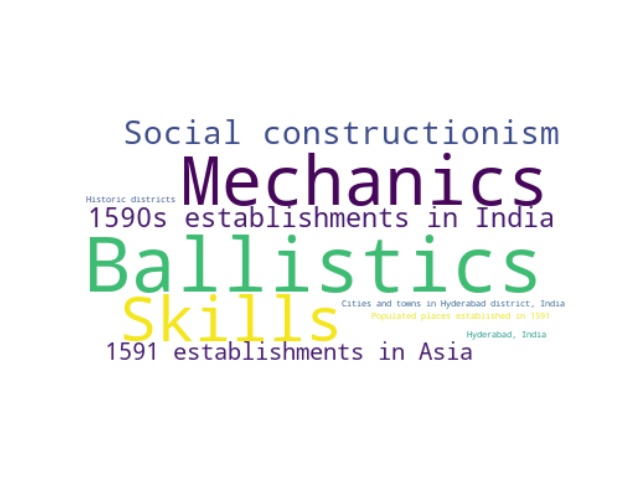 Social constructionism
Mechanics
Historic districts
1590s establishments in India
Ballistics
Skills
Cities and towns in Hyderabad district, India
Populated places established in 1591
Hyderabad, India
1591 establishments in Asia